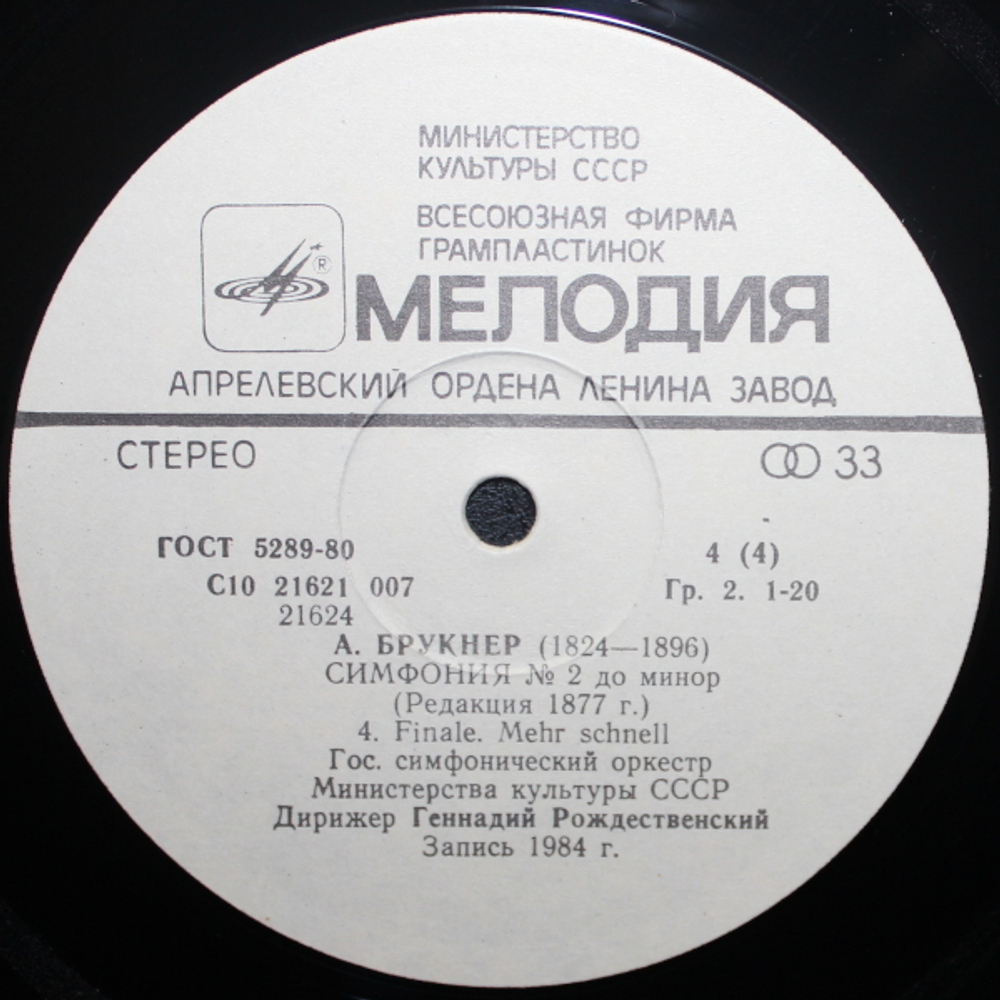 МИНИСТЕРСТВО
КУЛЬТУРЫ СССР
ВСЕСОЮЗНАЯ ФИРМА
ГРАМПЛАСТИНОК
®
МЕЛОДИЯ
АПРЕЛЕВСКИЙ ОРДЕНА ЛЕНИНА ЗАВОД
СТЕРЕО 33
ГОСТ 5289-80 4 (4)
С10 21621 007 Гр. 2. 1-20
21624
А. БРУКНЕР (1824—1896)
СИМФОНИЯ № 2 до минор
(Редакция 1877 г.)
4. Finale. Mehr schnell
Гос. симфонический оркестр
Министерства культуры СССР
Дирижер Геннадий Рождественский
Запись 1984 г.